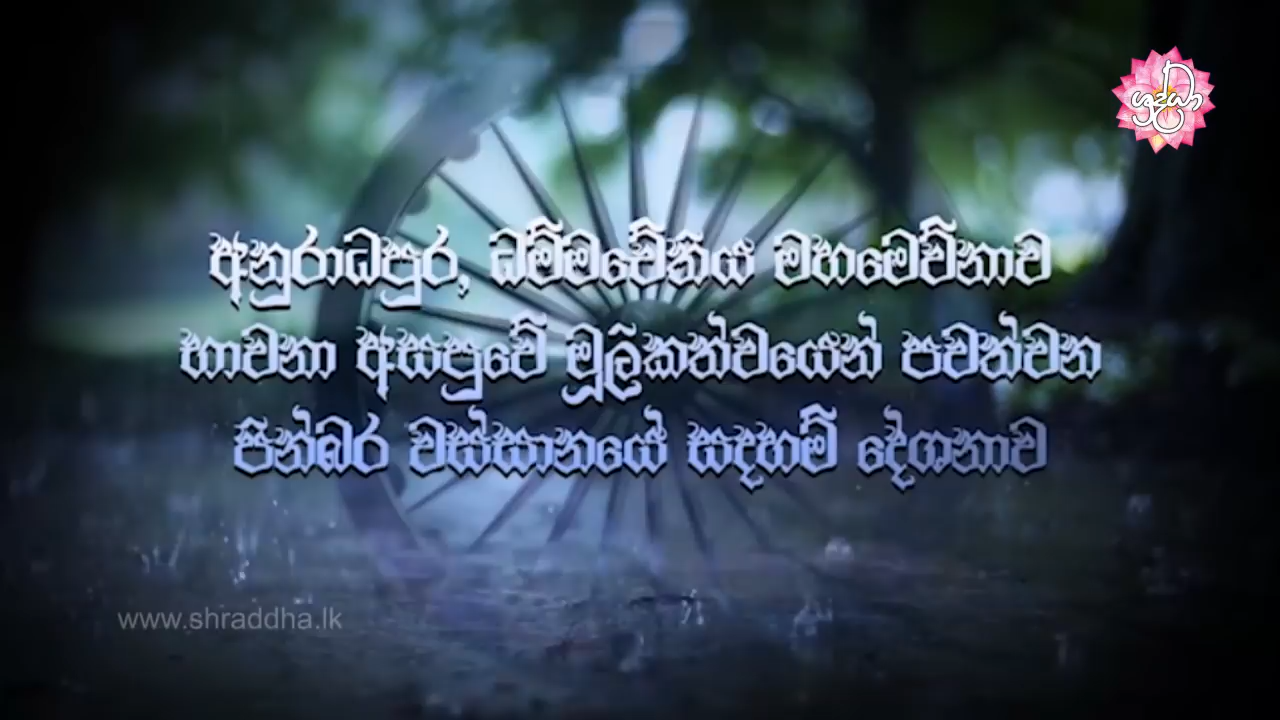 ශ්‍රද්ධා
අනුරාධපුර, ධම්මචේතිය මහමෙව්නාව
භාවනා අසපුවේ මූලිකත්වයෙන් පවත්වන
පින්බර වස්සානයේ සදහම් දේශනාව
www.shraddha.lk